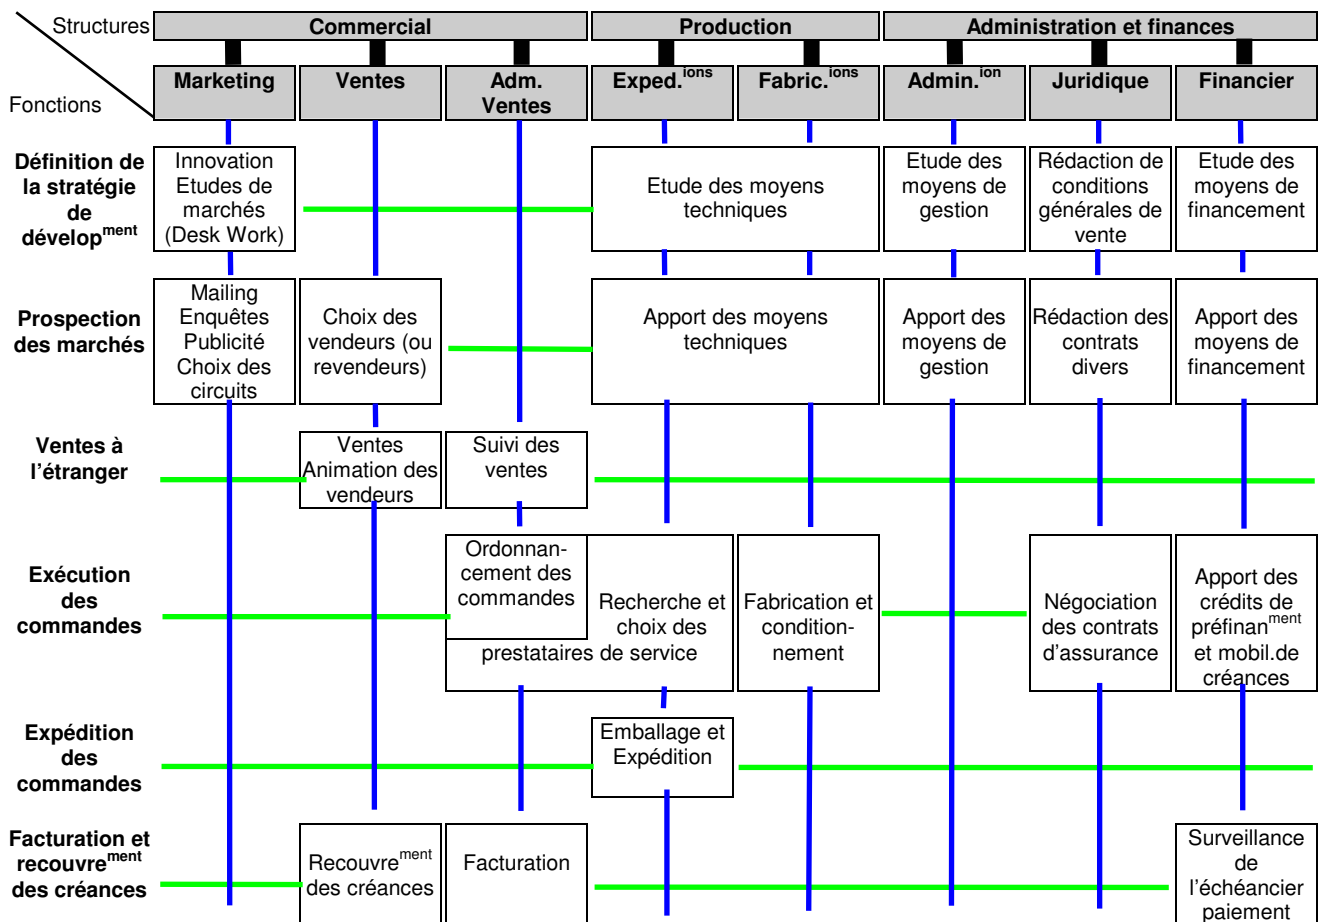 Structures
Commercial
Production
Administration et finances
Fonctions
Marketing
Ventes
Adm.
Ventes
Exped.ions
Fabric.ions
Admin.ion
Juridique
Financier
Définition de
la stratégie
de
développment
Innovation
Etudes de
marchés
(Desk Work)
Etude des moyens
techniques
Etude des
moyens de
gestion
Rédaction de
conditions
générales de
vente
Etude des
moyens de
financement
Prospection
des marchés
Mailing
Enquêtes
Publicité
Choix des
circuits
Choix des
vendeurs (ou
revendeurs)
Apport des moyens
techniques
Apport des
moyens de
gestion
Rédaction des
contrats
divers
Apport des
moyens de
financement
Ventes à
l'étranger
Ventes
Animation des
vendeurs
Suivi des
ventes
Exécution
des
commandes
Ordonnan-
cement des
commandes
Recherche et
choix des
prestataires de service
Fabrication et
condition-
nement
Négociation
des contrats
d'assurance
Apport des
crédits de
préfinanment
et mobil.de
créances
Expédition
des
commandes
Emballage et
Expédition
Facturation et
recouvrement
des créances
Recouvrement
des créances
Facturation
Surveillance
de
l'échéancier
paiement